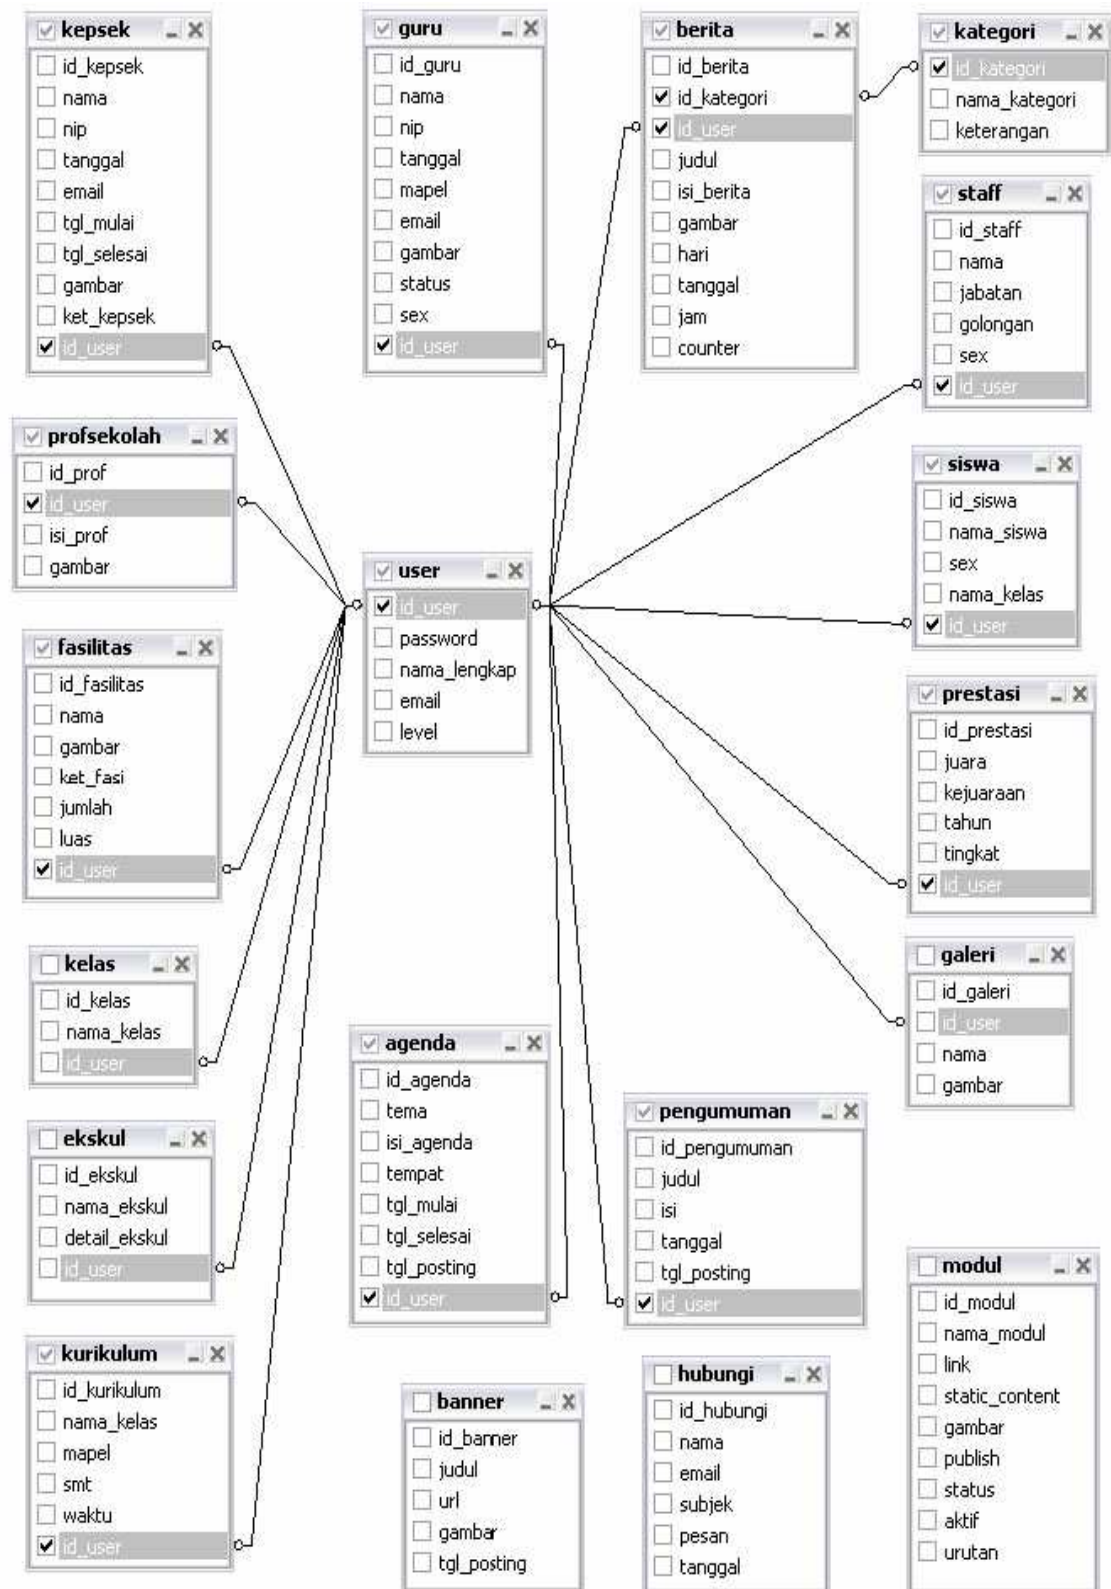 kepsek
id_kepsek
nama
nip
tanggal
email
tgl_mulai
tgl_selesai
gambar
ket_kepsek
id_user
guru
id_guru
nama
nip
tanggal
mapel
email
gambar
status
sex
id_user
berita
id_berita
id_kategori
id_user
judul
isi_berita
gambar
hari
tanggal
jam
counter
kategori
id_kategori
nama_kategori
keterangan
staff
id_staff
nama
jabatan
golongan
sex
id_user
profsekolah
id_prof
id_user
isi_prof
gambar
user
id_user
password
nama_lengkap
email
level
siswa
id_siswa
nama_siswa
sex
nama_kelas
id_user
fasilitas
id_fasilitas
nama
gambar
ket_fasi
jumlah
luas
id_user
prestasi
id_prestasi
juara
kejuaraan
tahun
tingkat
id_user
kelas
id_kelas
nama_kelas
id_user
galeri
id_galeri
id_user
nama
gambar
agenda
id_agenda
tema
isi_agenda
tempat
tgl_mulai
tgl_selesai
tgl_posting
id_user
pengumuman
id_pengumuman
judul
isi
tanggal
tgl_posting
id_user
ekskul
id_ekskul
nama_ekskul
detail_ekskul
id_user
modul
id_modul
nama_modul
link
static_content
gambar
publish
status
aktif
urutan
kurikulum
id_kurikulum
nama_kelas
mapel
smt
waktu
id_user
banner
id_banner
judul
url
gambar
tgl_posting
hubungi
id_hubungi
nama
email
subjek
pesan
tanggal